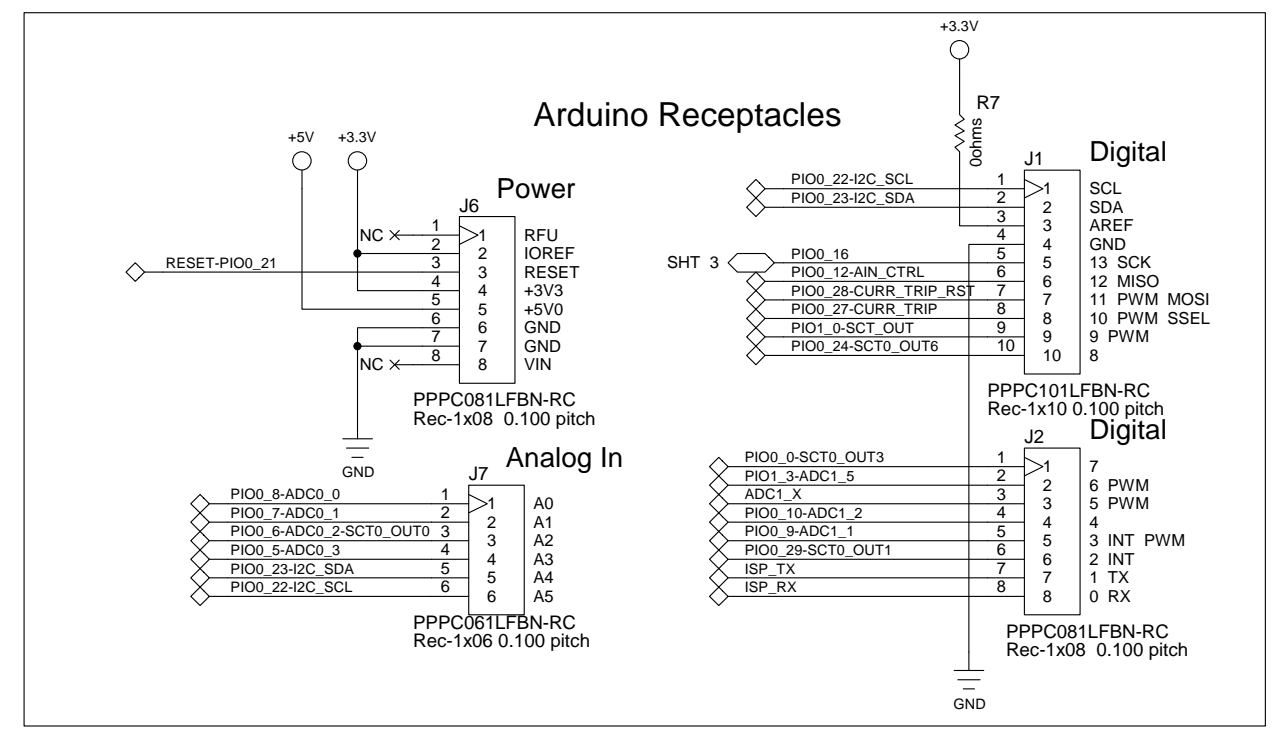 Arduino Receptacles
+5V
+3.3V
Power
J6
NC 1 1 RFU
2 2 IOREF
RESET-PIO0_21 3 3 RESET
4 4 +3V3
5 5 +5V0
6 6 GND
7 7 GND
NC 8 8 VIN
PPPC081LFBN-RC
Rec-1x08 0.100 pitch
GND
Analog In
J7
PIO0_8-ADC0_0 1 1 A0
PIO0_7-ADC0_1 2 2 A1
PIO0_6-ADC0_2-SCT0_OUT0 3 3 A2
PIO0_5-ADC0_3 4 4 A3
PIO0_23-I2C_SDA 5 5 A4
PIO0_22-I2C_SCL 6 6 A5
PPPC061LFBN-RC
Rec-1x06 0.100 pitch
+3.3V
R7
0ohms
J1
Digital
PIO0_22-I2C_SCL 1 1 SCL
PIO0_23-I2C_SDA 2 2 SDA
3 3 AREF
4 4 GND
SHT 3 PIO0_16 5 5 13 SCK
PIO0_12-AIN_CTRL 6 6 12 MISO
PIO0_28-CURR_TRIP_RST 7 7 11 PWM MOSI
PIO0_27-CURR_TRIP 8 8 10 PWM SSEL
PIO1_0-SCT_OUT 9 9 9 PWM
PIO0_24-SCT0_OUT6 10 10 8
PPPC101LFBN-RC
Rec-1x10 0.100 pitch
J2
Digital
PIO0_0-SCT0_OUT3 1 1 7
PIO1_3-ADC1_5 2 2 6 PWM
ADC1_X 3 3 5 PWM
PIO0_10-ADC1_2 4 4 4
PIO0_9-ADC1_1 5 5 3 INT PWM
PIO0_29-SCT0_OUT1 6 6 2 INT
ISP_TX 7 7 1 TX
ISP_RX 8 8 0 RX
PPPC081LFBN-RC
Rec-1x08 0.100 pitch
GND